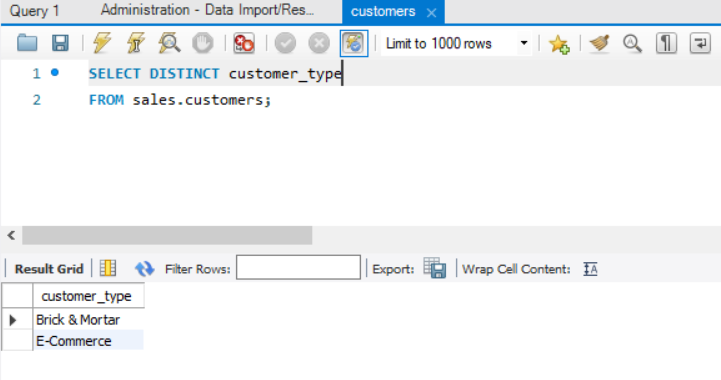 Query 1 Administration - Data Import/Res... customers ×
Limit to 1000 rows
1 SELECT DISTINCT customer_type
2 FROM sales.customers;
Result Grid Filter Rows: Export: Wrap Cell Content: IA
customer_type
Brick & Mortar
E-Commerce